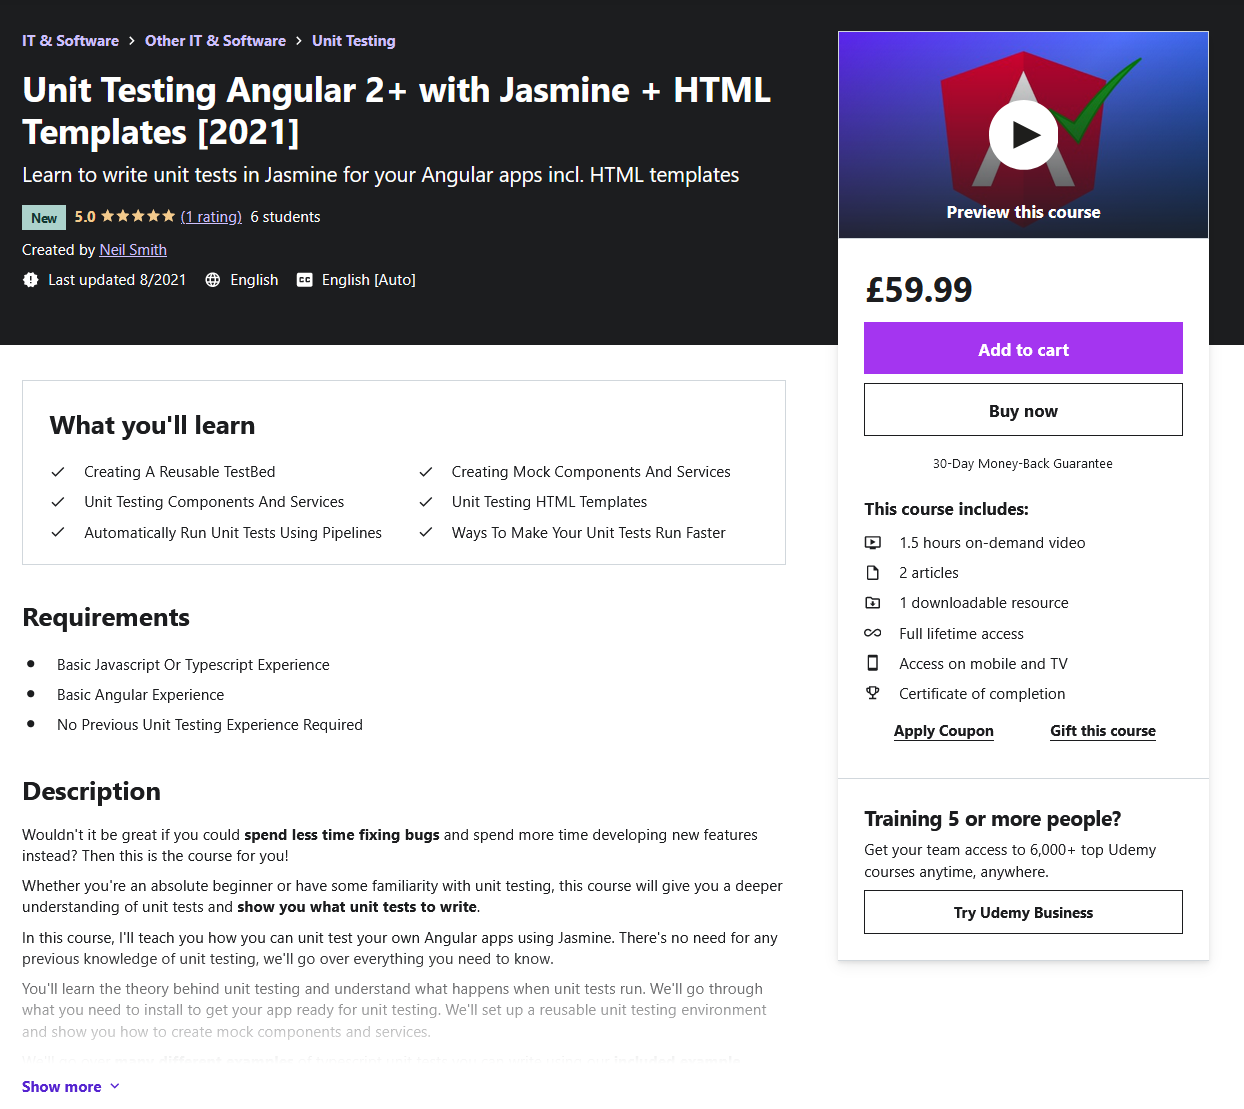 IT & Software > Other IT & Software > Unit Testing
Unit Testing Angular 2+ with Jasmine + HTML
Templates [2021]
Learn to write unit tests in Jasmine for your Angular apps incl. HTML templates
New 5.0 (1 rating) 6 students
Created by Neil Smith
Last updated 8/2021 English CC English [Auto]
Preview this course
£59.99
Add to cart
Buy now
30-Day Money-Back Guarantee
This course includes:
1.5 hours on-demand video
2 articles
1 downloadable resource
Full lifetime access
Access on mobile and TV
Certificate of completion
Apply Coupon Gift this course
Training 5 or more people?
Get your team access to 6,000+ top Udemy
courses anytime, anywhere.
Try Udemy Business
What you'll learn
Creating A Reusable TestBed
Creating Mock Components And Services
Unit Testing Components And Services
Unit Testing HTML Templates
Automatically Run Unit Tests Using Pipelines
Ways To Make Your Unit Tests Run Faster
Requirements
Basic Javascript Or Typescript Experience
Basic Angular Experience
No Previous Unit Testing Experience Required
Description
Wouldn't it be great if you could spend less time fixing bugs and spend more time developing new features
instead? Then this is the course for you!
Whether you're an absolute beginner or have some familiarity with unit testing, this course will give you a deeper
understanding of unit tests and show you what unit tests to write.
In this course, I'll teach you how you can unit test your own Angular apps using Jasmine. There's no need for any
previous knowledge of unit testing, we'll go over everything you need to know.
You'll learn the theory behind unit testing and understand what happens when unit tests run. We'll go through
what you need to install to get your app ready for unit testing. We'll set up a reusable unit testing environment
and show you how to create mock components and services.
Show more